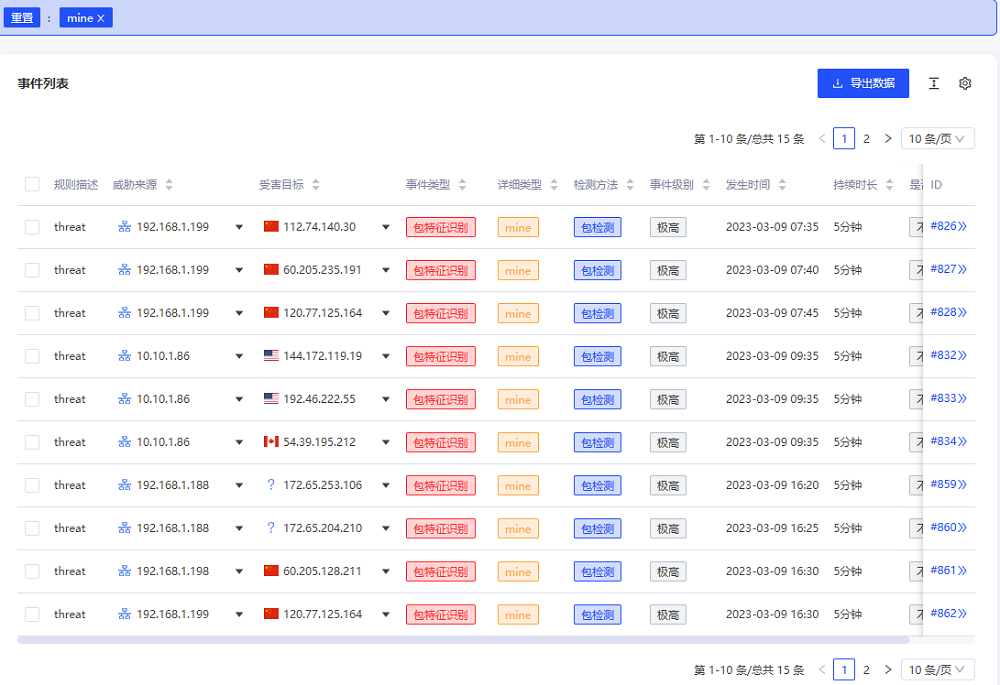 重置 : mine X
事件列表
导出数据
第 1-10 条/总共 15 条 < 1 2 > 10 条/页
规则描述 威胁来源 受害目标 事件类型 详细类型 检测方法 事件级别 发生时间 持续时长 ID
threat 192.168.1.199 112.74.140.30 包特征识别 mine 包检测 极高 2023-03-09 07:35 5分钟 #826
threat 192.168.1.199 60.205.235.191 包特征识别 mine 包检测 极高 2023-03-09 07:40 5分钟 #827
threat 192.168.1.199 120.77.125.164 包特征识别 mine 包检测 极高 2023-03-09 07:45 5分钟 #828
threat 10.10.1.86 144.172.119.19 包特征识别 mine 包检测 极高 2023-03-09 09:35 5分钟 #832
threat 10.10.1.86 192.46.222.55 包特征识别 mine 包检测 极高 2023-03-09 09:35 5分钟 #833
threat 10.10.1.86 54.39.195.212 包特征识别 mine 包检测 极高 2023-03-09 09:35 5分钟 #834
threat 192.168.1.188 ? 172.65.253.106 包特征识别 mine 包检测 极高 2023-03-09 16:20 5分钟 #859
threat 192.168.1.188 ? 172.65.204.210 包特征识别 mine 包检测 极高 2023-03-09 16:25 5分钟 #860
threat 192.168.1.198 60.205.128.211 包特征识别 mine 包检测 极高 2023-03-09 16:30 5分钟 #861
threat 192.168.1.199 120.77.125.164 包特征识别 mine 包检测 极高 2023-03-09 16:30 5分钟 #862
第 1-10 条/总共 15 条 < 1 2 > 10 条/页